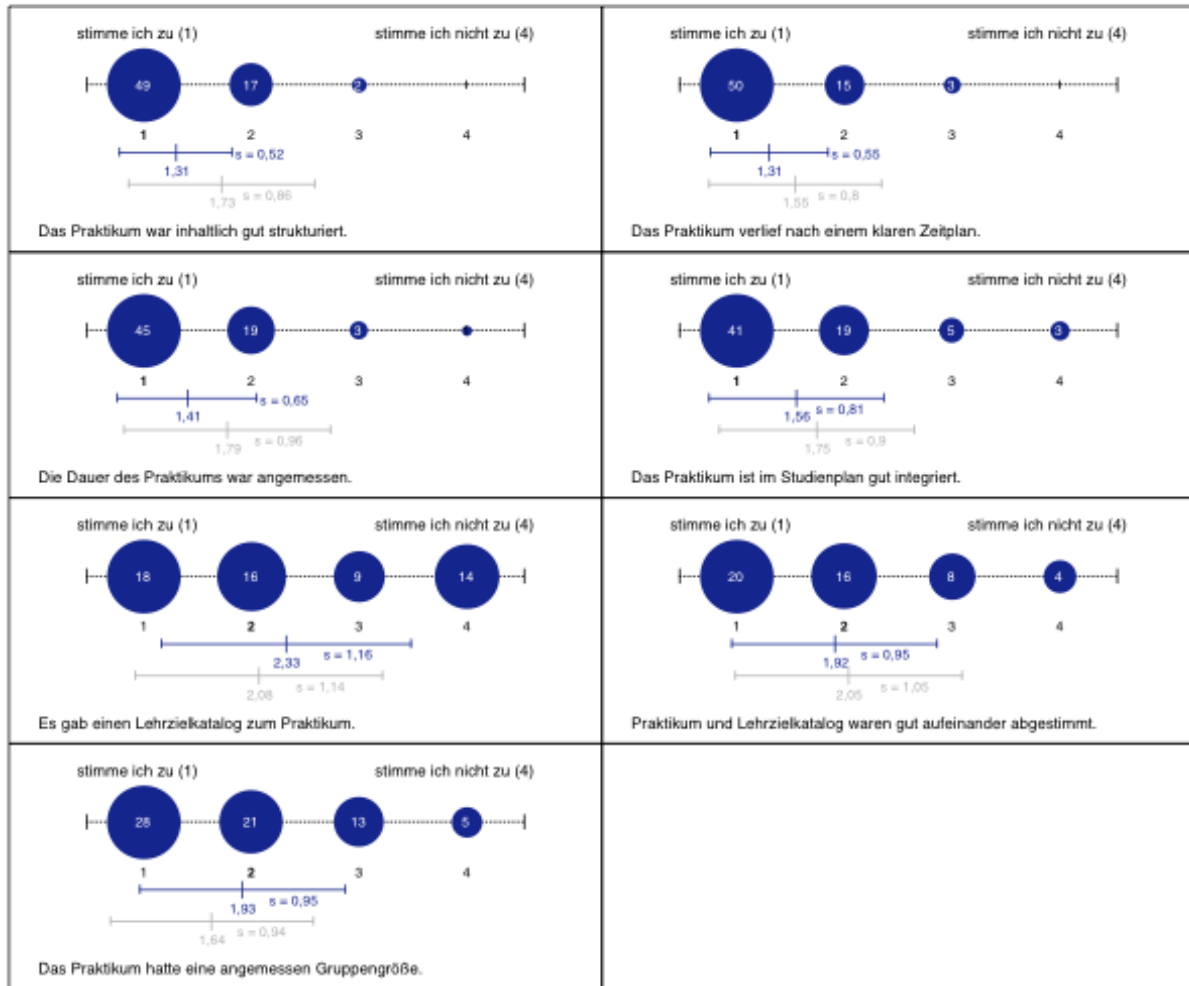 stimme ich zu (1) stimme ich nicht zu (4)
49 17 2
1 2 3 4
s = 0,52
1,31
s = 0,86
1,73
Das Praktikum war inhaltlich gut strukturiert.
stimme ich zu (1) stimme ich nicht zu (4)
50 15 3
1 2 3 4
s = 0,55
1,31
s = 0,8
1,55
Das Praktikum verlief nach einem klaren Zeitplan.
stimme ich zu (1) stimme ich nicht zu (4)
45 19 3
1 2 3 4
s = 0,65
1,41
s = 0,96
1,79
Die Dauer des Praktikums war angemessen.
stimme ich zu (1) stimme ich nicht zu (4)
41 19 5 3
1 2 3 4
1,56 s = 0,81
s = 0,9
1,75
Das Praktikum ist im Studienplan gut integriert.
stimme ich zu (1) stimme ich nicht zu (4)
18 16 9 14
1 2 3 4
s = 1,16
2,33
s = 1,14
2,08
Es gab einen Lehrzielkatalog zum Praktikum.
stimme ich zu (1) stimme ich nicht zu (4)
20 16 8 4
1 2 3 4
s = 0,95
1,92
s = 1,05
2,05
Praktikum und Lehrzielkatalog waren gut aufeinander abgestimmt.
stimme ich zu (1) stimme ich nicht zu (4)
28 21 13 5
1 2 3 4
s = 0,95
1,93
s = 0,94
1,64
Das Praktikum hatte eine angemessen Gruppengröße.